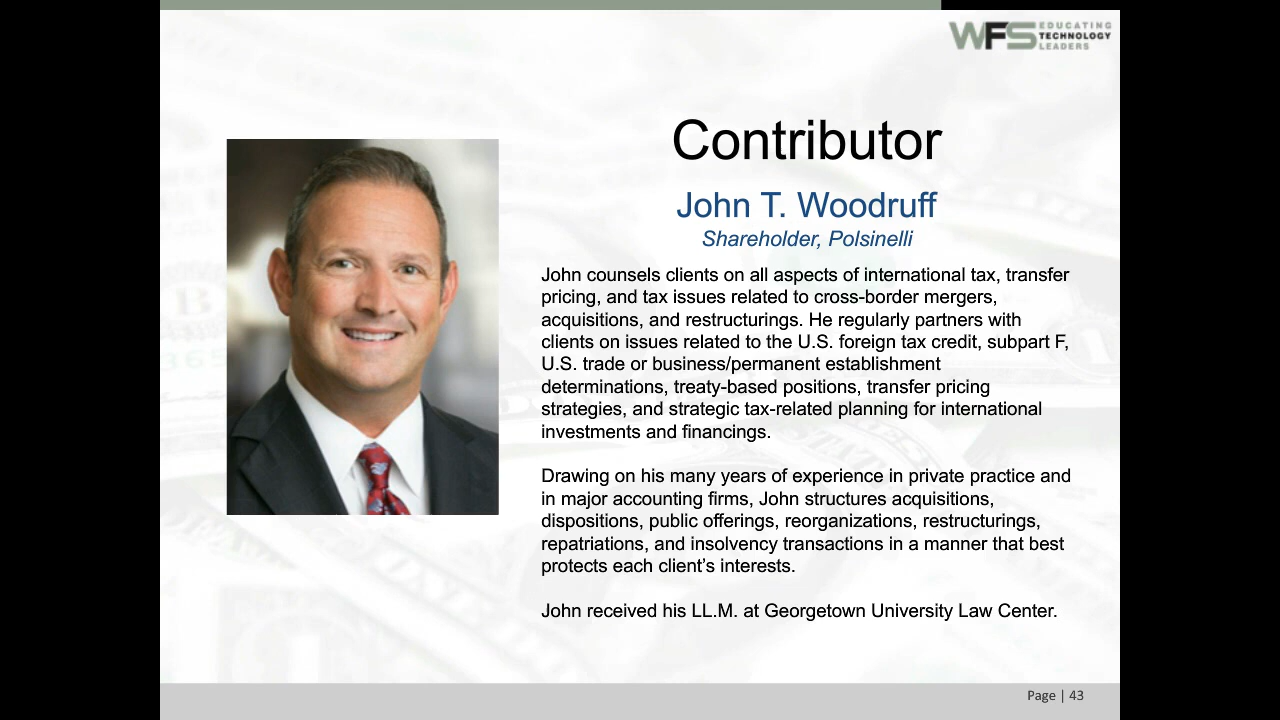 WFS EDUCATING
TECHNOLOGY
LEADERS
Contributor
John T. Woodruff
Shareholder, Polsinelli
John counsels clients on all aspects of international tax, transfer
pricing, and tax issues related to cross-border mergers,
acquisitions, and restructurings. He regularly partners with
clients on issues related to the U.S. foreign tax credit, subpart F,
U.S. trade or business/permanent establishment
determinations, treaty-based positions, transfer pricing
strategies, and strategic tax-related planning for international
investments and financings.
Drawing on his many years of experience in private practice and
in major accounting firms, John structures acquisitions,
dispositions, public offerings, reorganizations, restructurings,
repatriations, and insolvency transactions in a manner that best
protects each client’s interests.
John received his LL.M. at Georgetown University Law Center.
Page | 43